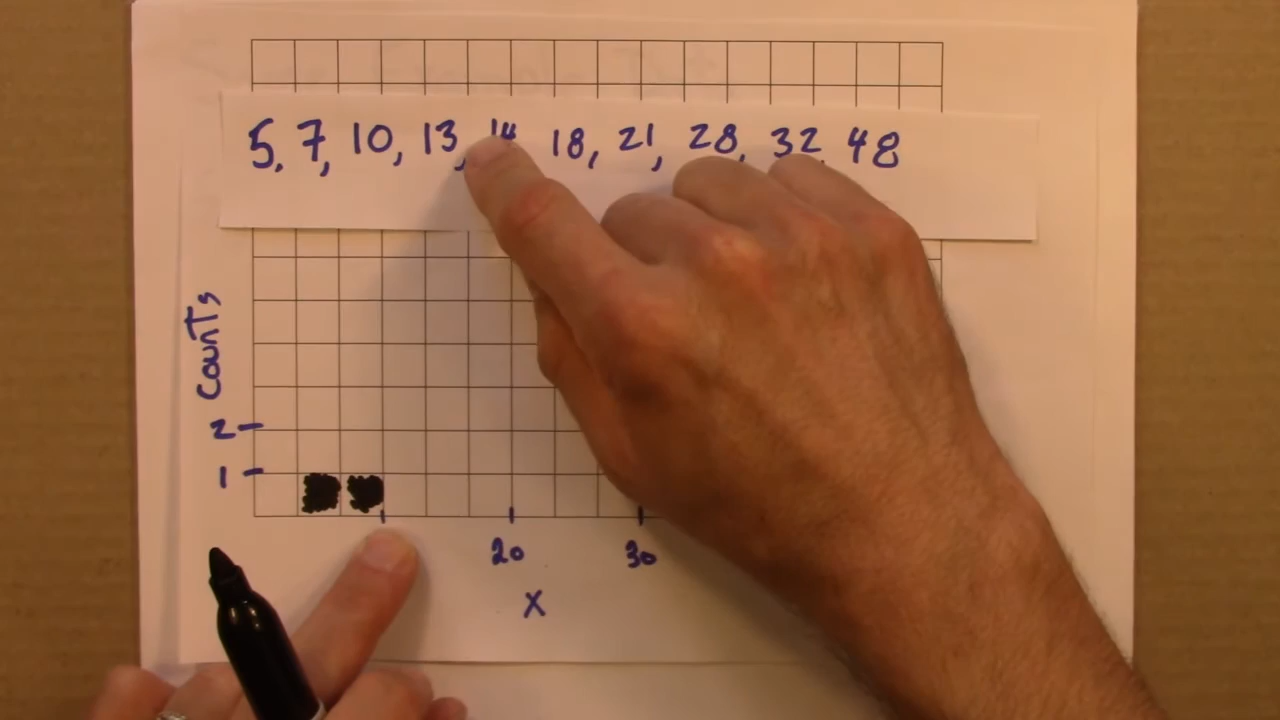 5, 7, 10, 13, 14 18, 21, 28, 32, 48
counts
2
1
20 30
X